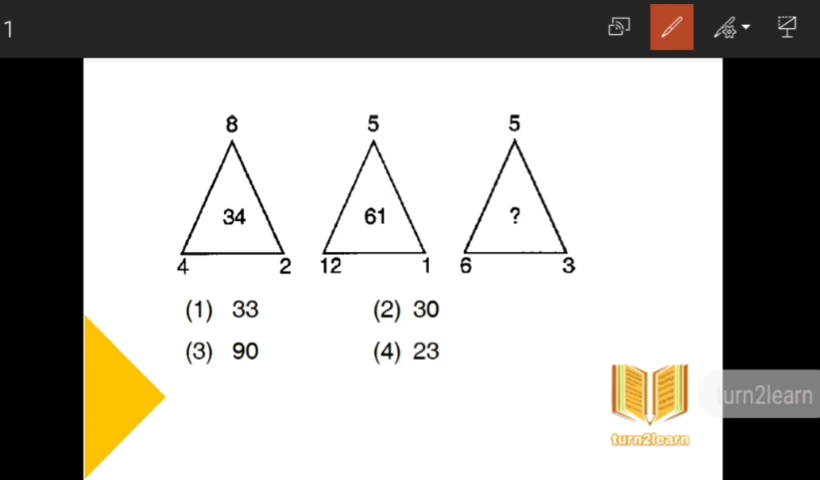 1
8 5 5
34 61 ?
4 2 12 1 6 3
(1) 33 (2) 30
(3) 90 (4) 23
turn2learn
turn2learn